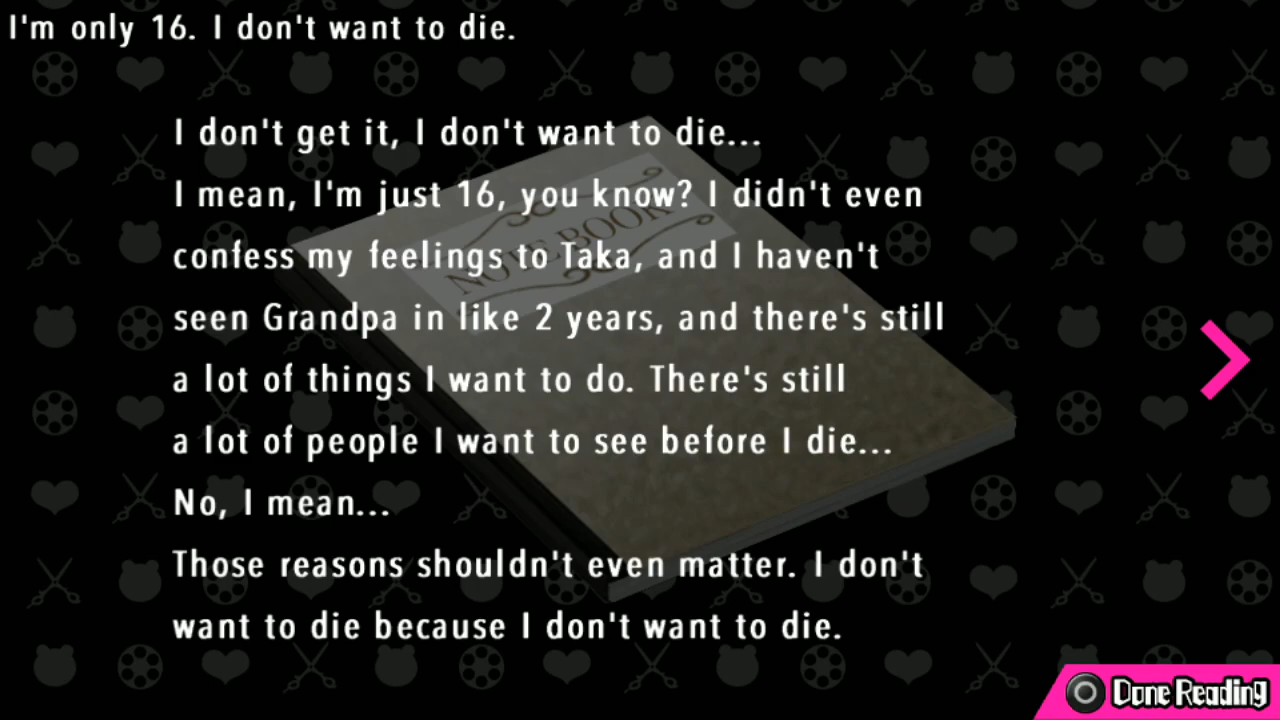 I'm only 16. I don't want to die.
I don't get it, I don't want to die...
I mean, I'm just 16, you know? I didn't even
confess my feelings to Taka, and I haven't
seen Grandpa in like 2 years, and there's still
a lot of things I want to do. There's still
a lot of people I want to see before I die...
No, I mean...
Those reasons shouldn't even matter. I don't
want to die because I don't want to die.
NOTE BOOK
Done Reading